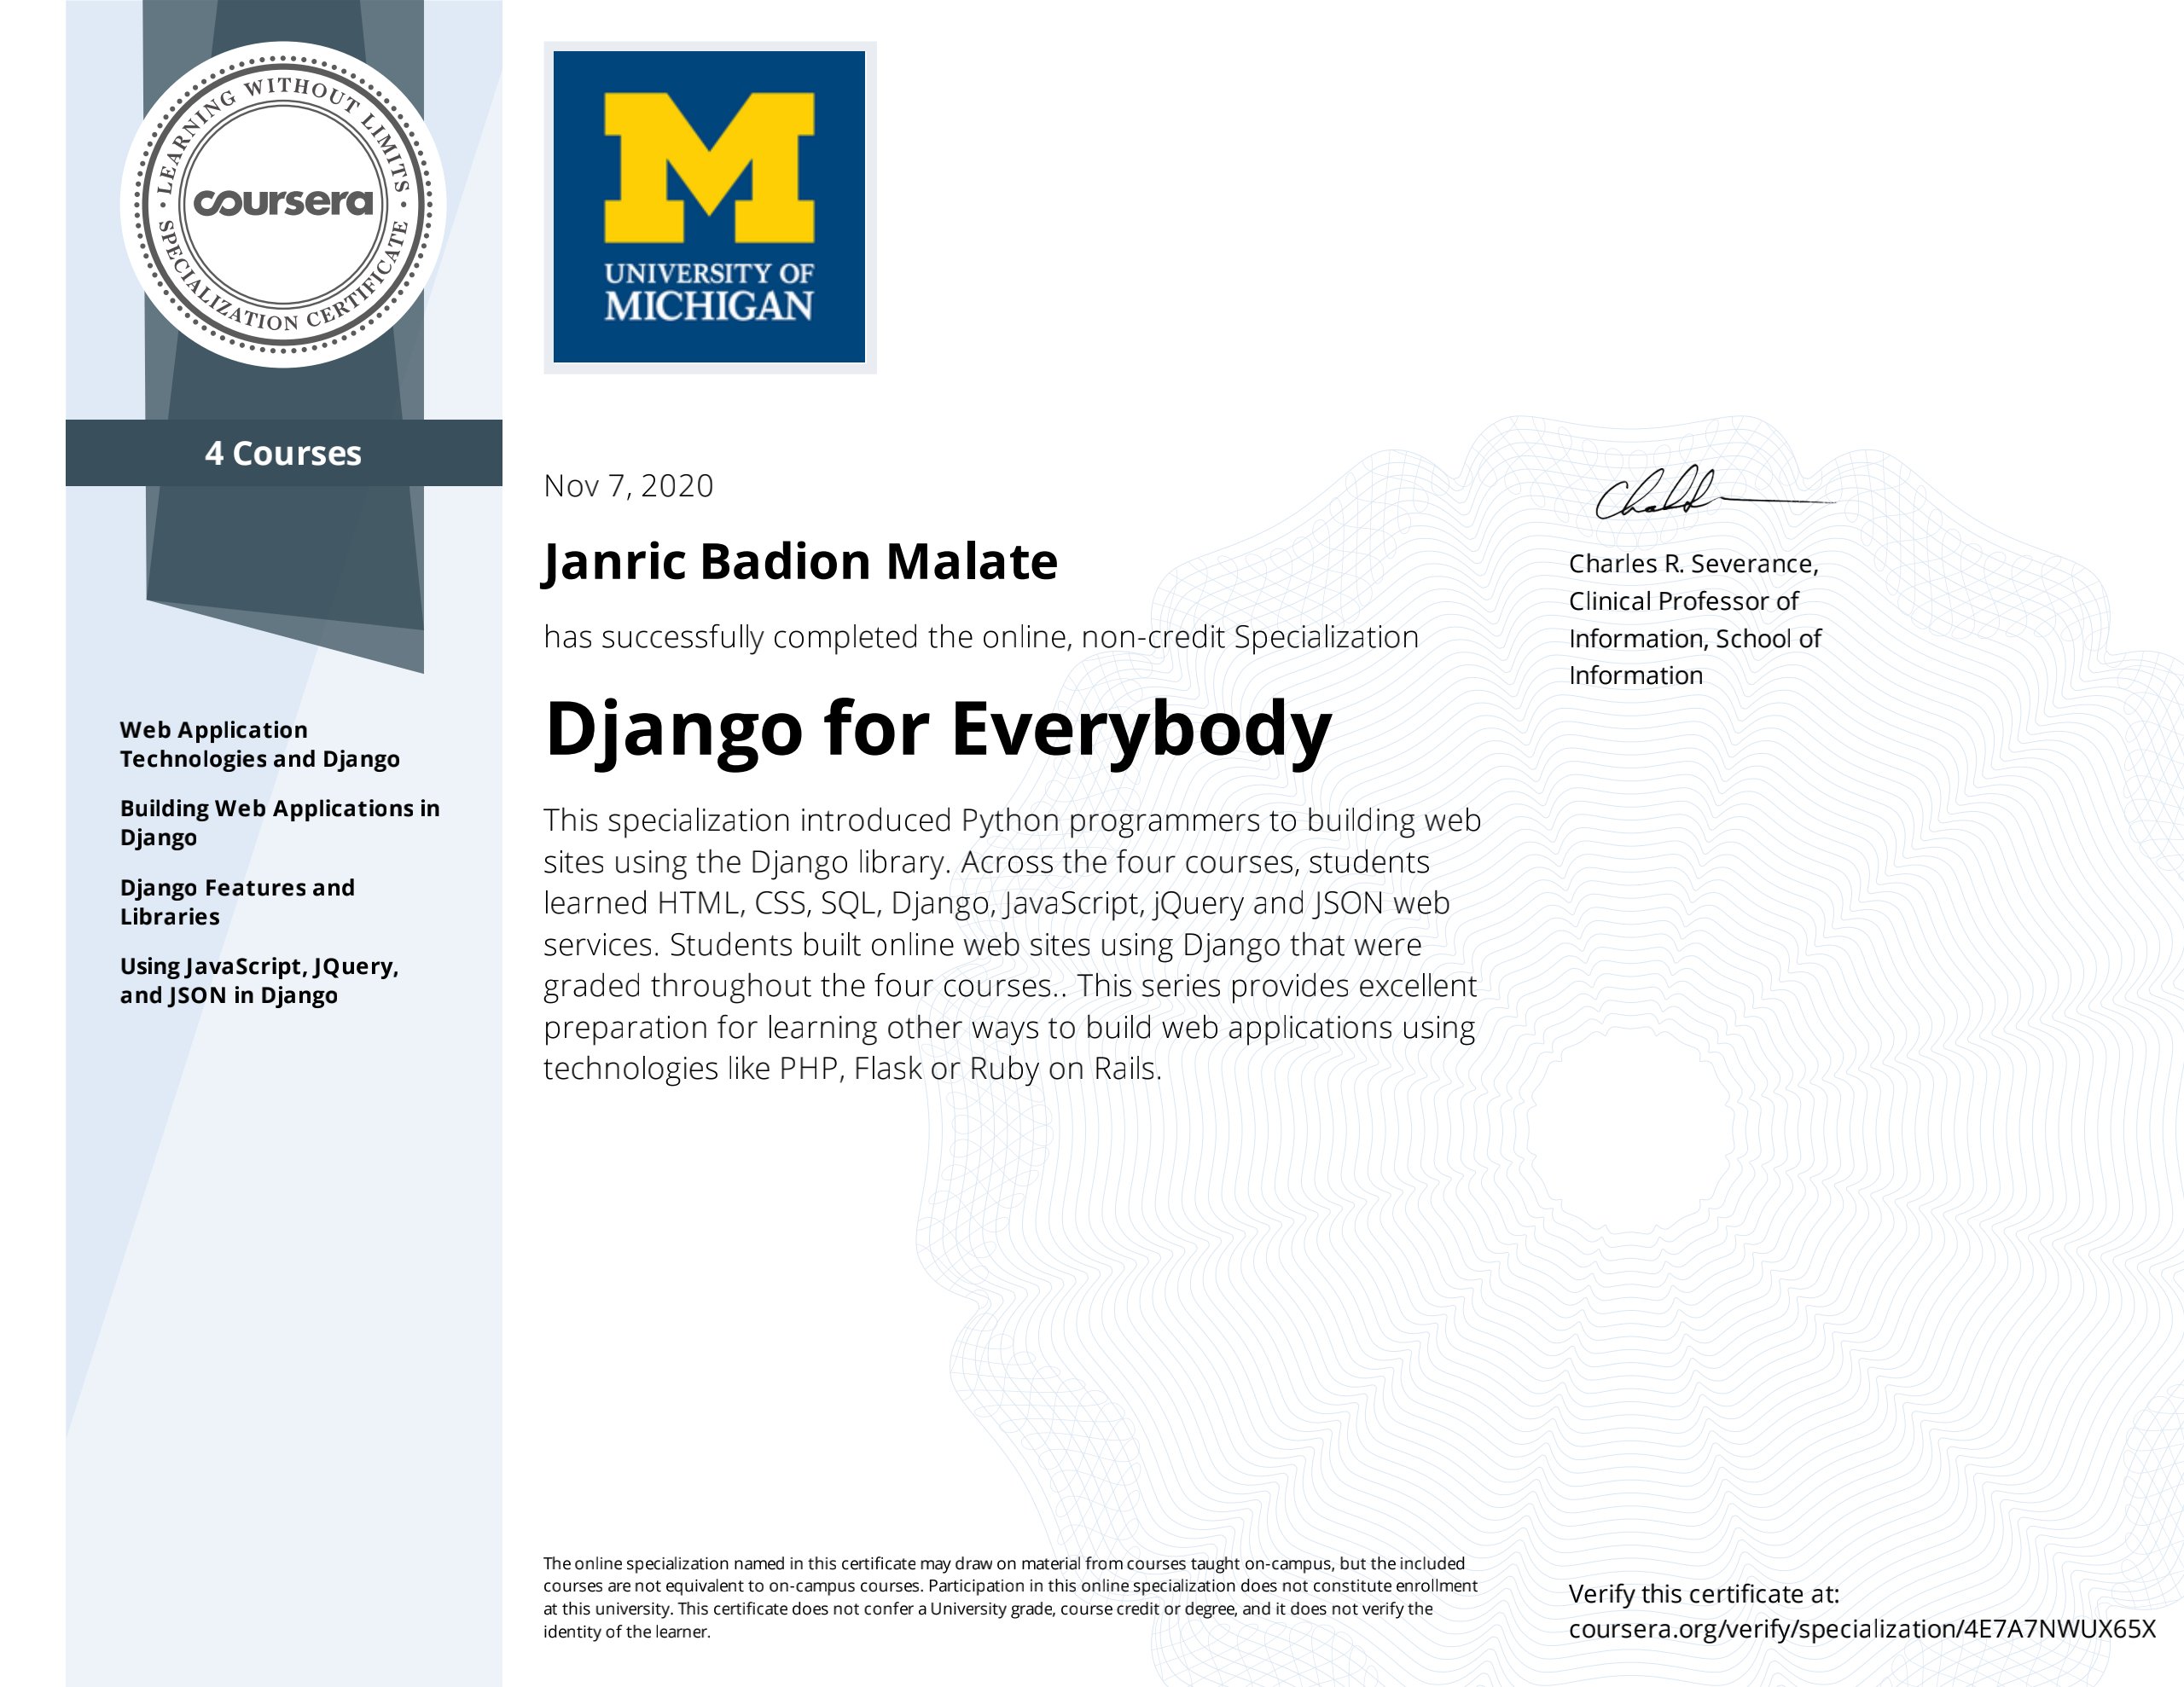 LEARNING WITHOUT LIMITS
coursera
SPECIALIZATION CERTIFICATE
4 Courses
Web Application
Technologies and Django
Building Web Applications in
Django
Django Features and
Libraries
Using JavaScript, JQuery,
and JSON in Django
M
UNIVERSITY OF
MICHIGAN
Nov 7, 2020
Janric Badion Malate
has successfully completed the online, non-credit Specialization
Django for Everybody
This specialization introduced Python programmers to building web
sites using the Django library. Across the four courses, students
learned HTML, CSS, SQL, Django, JavaScript, jQuery and JSON web
services. Students built online web sites using Django that were
graded throughout the four courses.. This series provides excellent
preparation for learning other ways to build web applications using
technologies like PHP, Flask or Ruby on Rails.
Charles R. Severance,
Clinical Professor of
Information, School of
Information
The online specialization named in this certificate may draw on material from courses taught on-campus, but the included
courses are not equivalent to on-campus courses. Participation in this online specialization does not constitute enrollment
at this university. This certificate does not confer a University grade, course credit or degree, and it does not verify the
identity of the learner.
Verify this certificate at:
coursera.org/verify/specialization/4E7A7NWUX65X